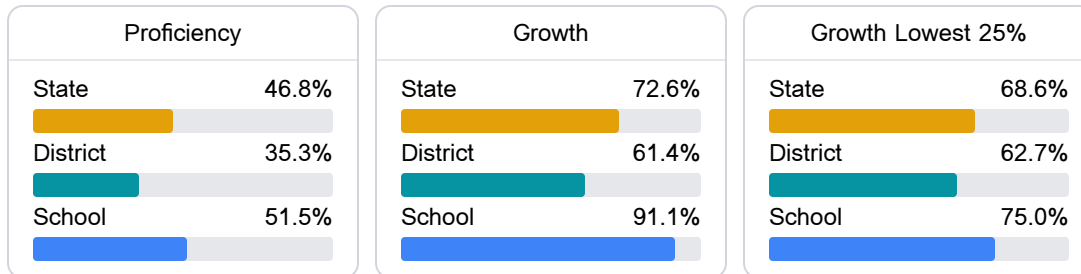 Proficiency
State 46.8%
District 35.3%
School 51.5%
Growth
State 72.6%
District 61.4%
School 91.1%
Growth Lowest 25%
State 68.6%
District 62.7%
School 75.0%